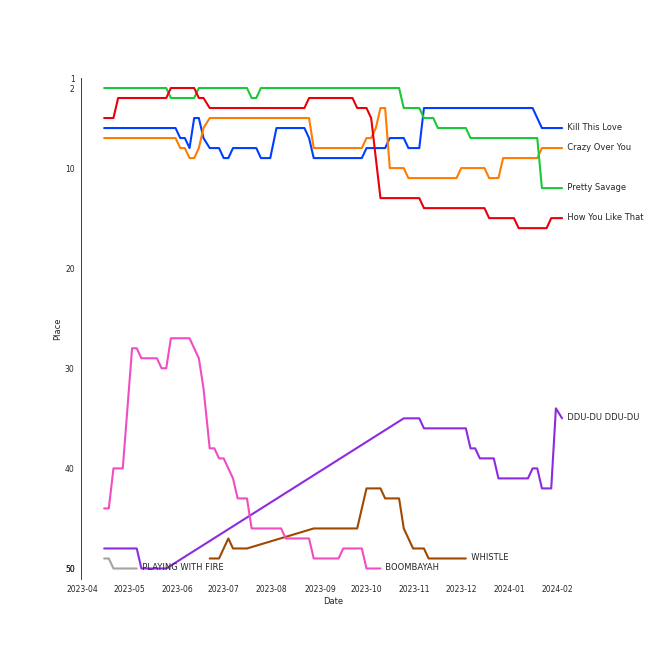 1
2
10
20
30
40
50
Place
Kill This Love
Crazy Over You
Pretty Savage
How You Like That
DDU-DU DDU-DU
WHISTLE
PLAYING WITH FIRE
BOOMBAYAH
2023-04 2023-05 2023-06 2023-07 2023-08 2023-09 2023-10 2023-11 2023-12 2024-01 2024-02
Date